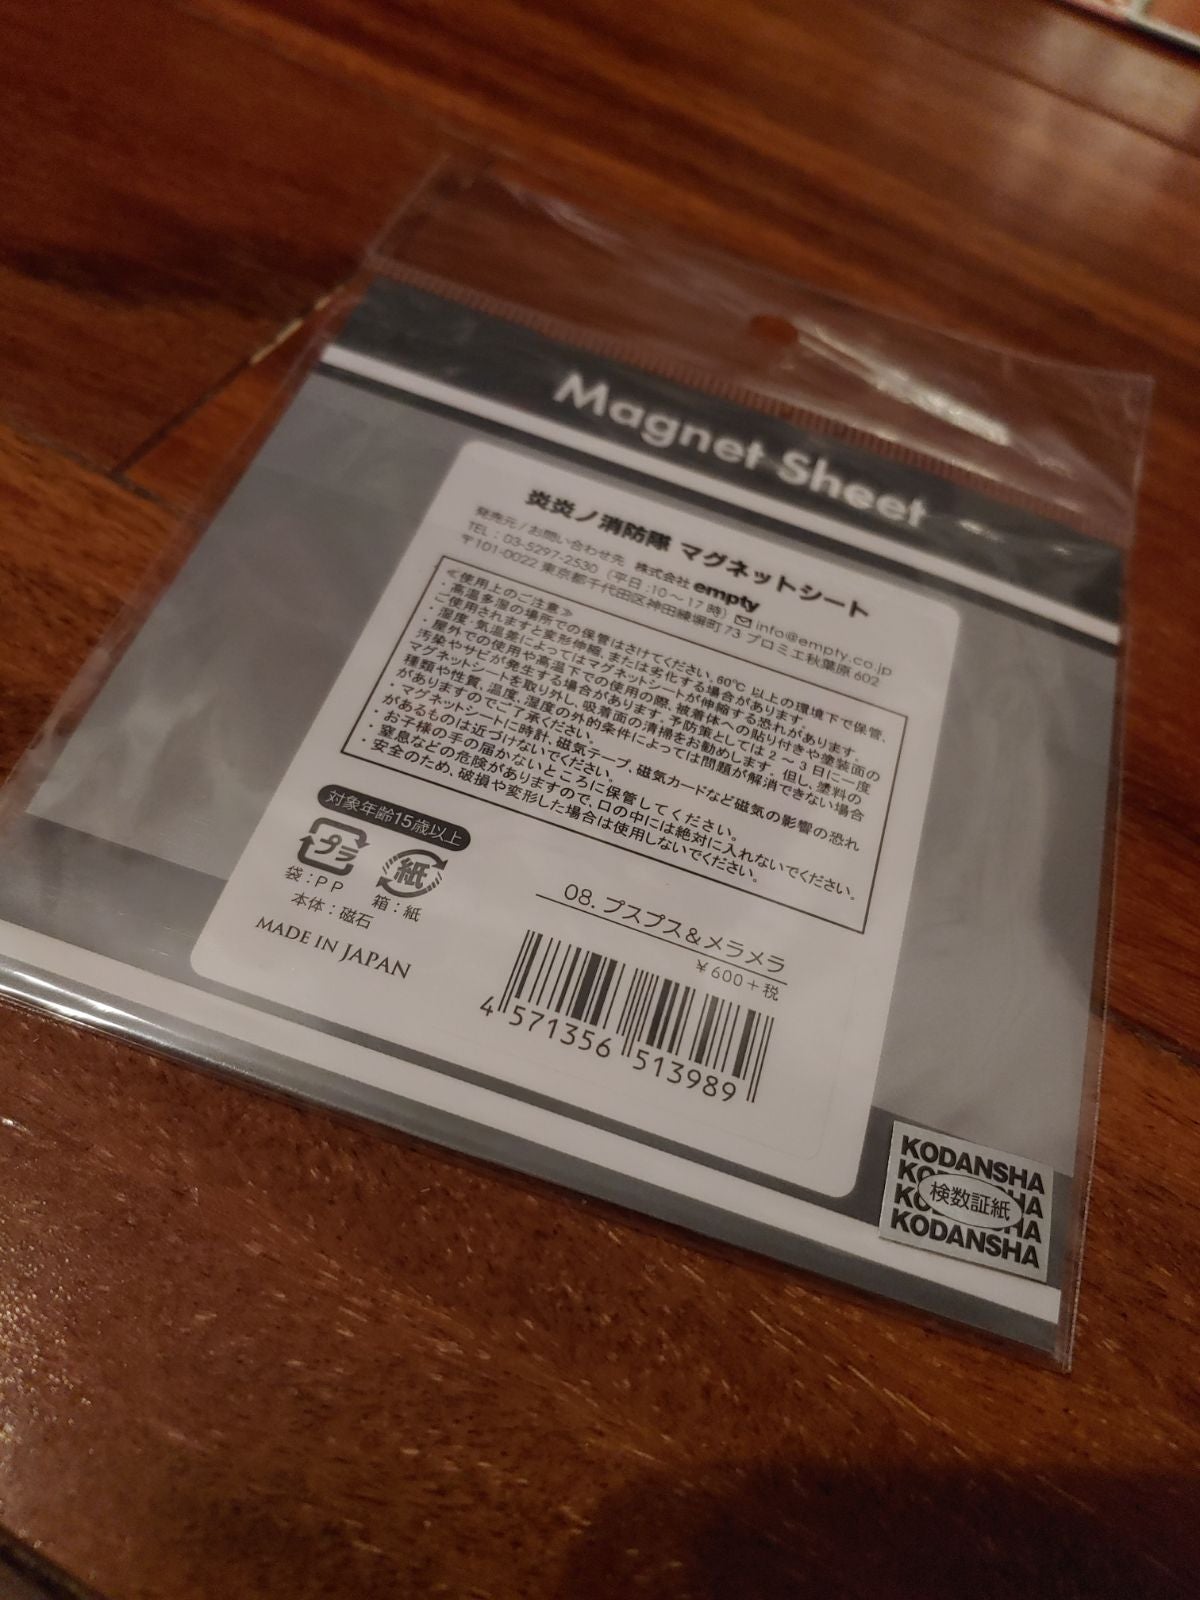 Magnet Sheet
炎炎ノ消防隊 マグネットシート
発売元/お問い合わせ先 株式会社 empty
TEL：03-5297-2530（平日：10～17時）info@empty.co.jp
〒101-0022 東京都千代田区神田練塀町73 プロミエ秋葉原602
≪使用上のご注意≫
・高温多湿の場所での保管はさけてください。60℃以上の環境下で保管、
ご使用されますと変形伸縮、または劣化する場合があります。
・湿度、気温差によってはマグネットシートが伸縮する恐れがあります。
・屋外での使用や高温下での使用の際、被着体への貼り付きや塗装面の
汚染やサビが発生する場合があります。予防策としては2～3日に一度
マグネットシートを取り外し、吸着面の清掃をお勧めします。但し、塗料の
種類や性質、温度、湿度の外的条件によっては問題が解消できない場合
がありますのでご了承ください。
・マグネットシートに時計、磁気テープ、磁気カードなど磁気の影響の恐れ
があるものは近づけないでください。
・お子様の手の届かないところに保管してください。
・窒息などの危険がありますので、口の中には絶対に入れないでください。
・安全のため、破損や変形した場合は使用しないでください。
対象年齢15歳以上
プラ
紙
袋：PP
箱：紙
本体：磁石
MADE IN JAPAN
08. プスプス＆メラメラ
￥600＋税
4 571356 513989
KODANSHA
KODANSHA
KODANSHA
KODANSHA
検数証紙